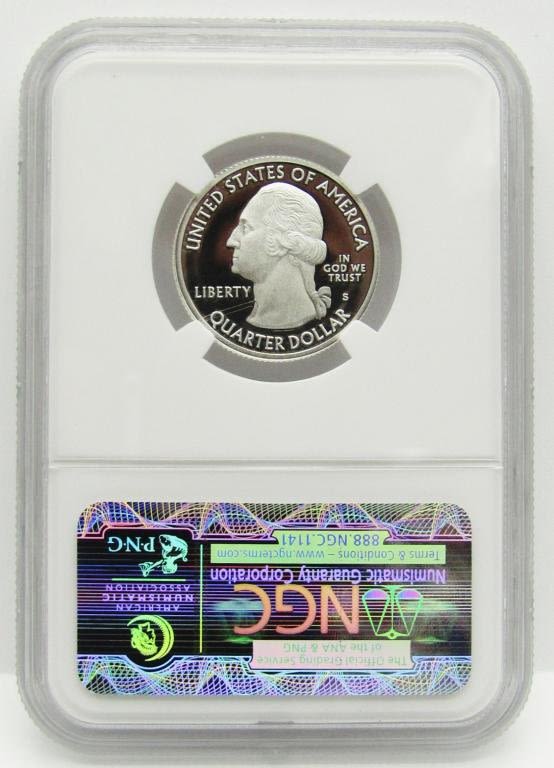 UNITED STATES OF AMERICA
LIBERTY
IN
GOD WE
TRUST
S
QUARTER DOLLAR
The Official Grading Service
of the ANA & PNG
NGC
Numismatic Guaranty Corporation
Terms & Conditions – www.ngcterms.com
888.NGC.1141
AMERICAN
NUMISMATIC
ASSOCIATION
P·N·G